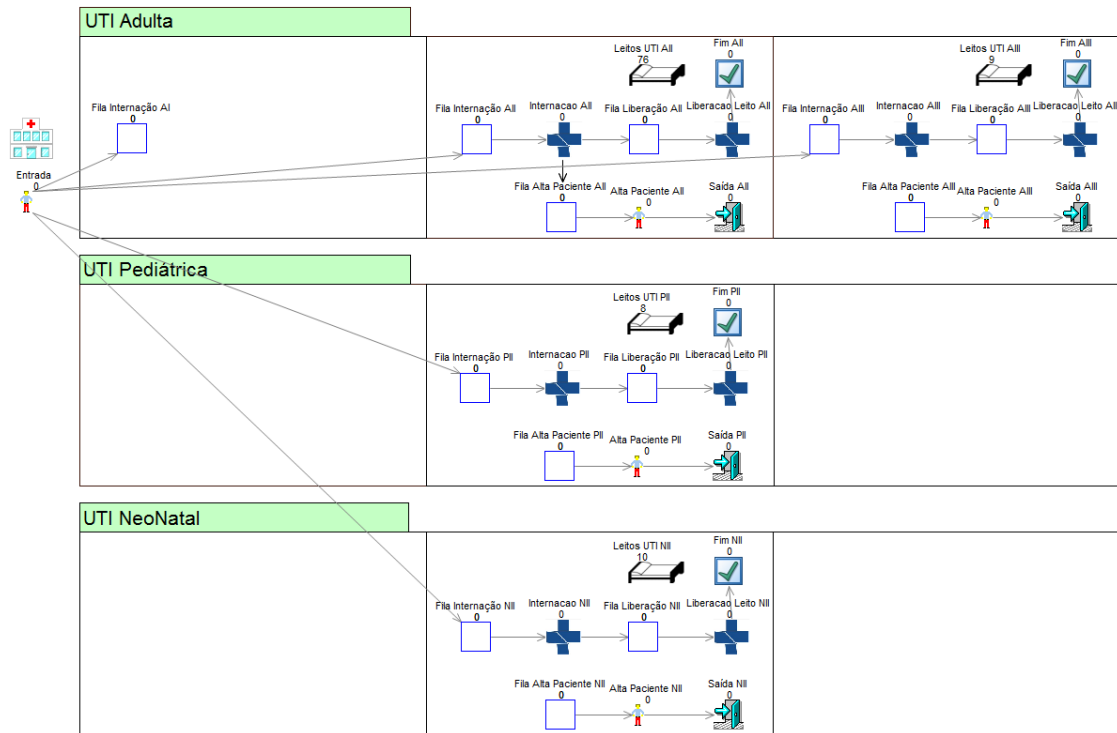 UTI Adulta
Leitos UTI AII
76
Fim AII
0
Leitos UTI AIII
9
Fim AIII
0
Fila Internação AI
0
Fila Internação AII
0
Internacao AII
0
Fila Liberação AII
0
Liberacao Leito AII
0
Fila Internação AIII
0
Internacao AIII
0
Fila Liberação AIII
0
Liberacao Leito AII
0
Entrada
0
Fila Alta Paciente AII
0
Alta Paciente AII
0
Saída AII
0
Fila Alta Paciente AIII
0
Alta Paciente AIII
0
Saída AIII
0
UTI Pediátrica
Leitos UTI PII
8
Fim PII
0
Fila Internação PII
0
Internacao PII
0
Fila Liberação PII
0
Liberacao Leito PII
0
Fila Alta Paciente PII
0
Alta Paciente PII
0
Saída PII
0
UTI NeoNatal
Leitos UTI NII
10
Fim NII
0
Fila Internação NII
0
Internacao NII
0
Fila Liberação NII
0
Liberacao Leito NII
0
Fila Alta Paciente NII
0
Alta Paciente NII
0
Saída NII
0